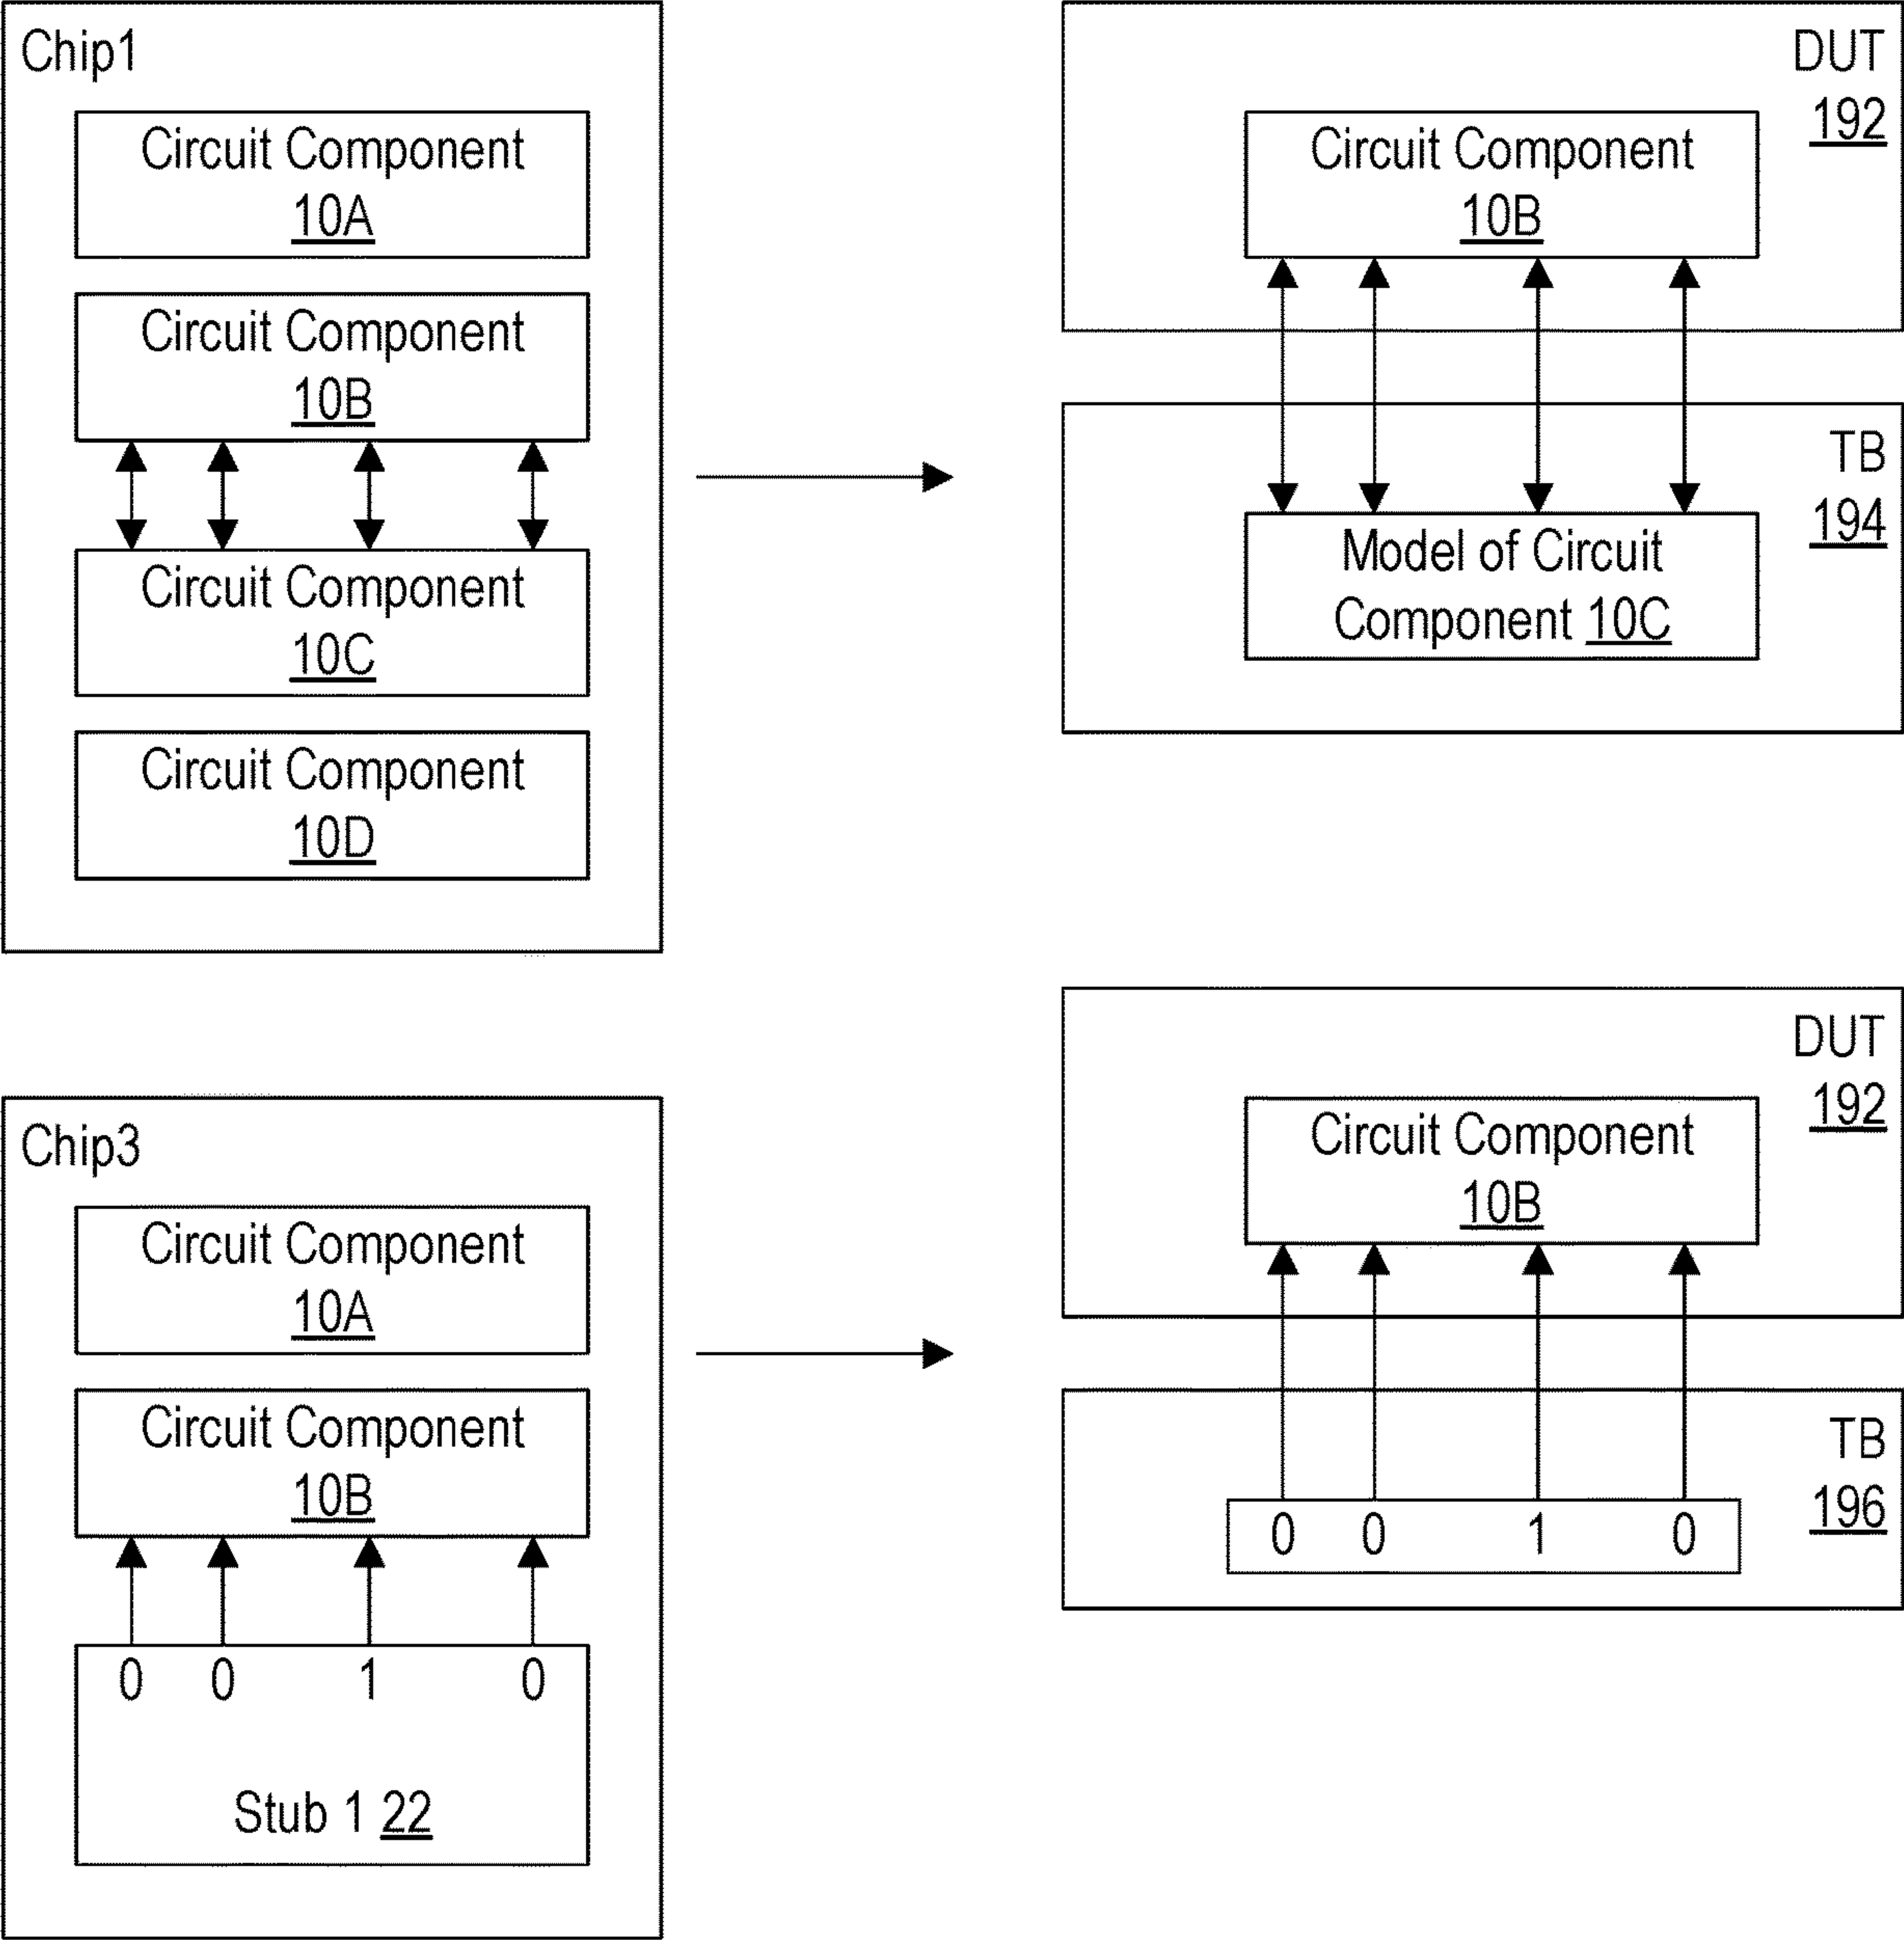 Chip1
Circuit Component
10A
Circuit Component
10B
Circuit Component
10C
Circuit Component
10D
DUT
192
Circuit Component
10B
TB
194
Model of Circuit
Component 10C
Chip3
Circuit Component
10A
Circuit Component
10B
0 0 1 0
Stub 1 22
DUT
192
Circuit Component
10B
TB
196
0 0 1 0